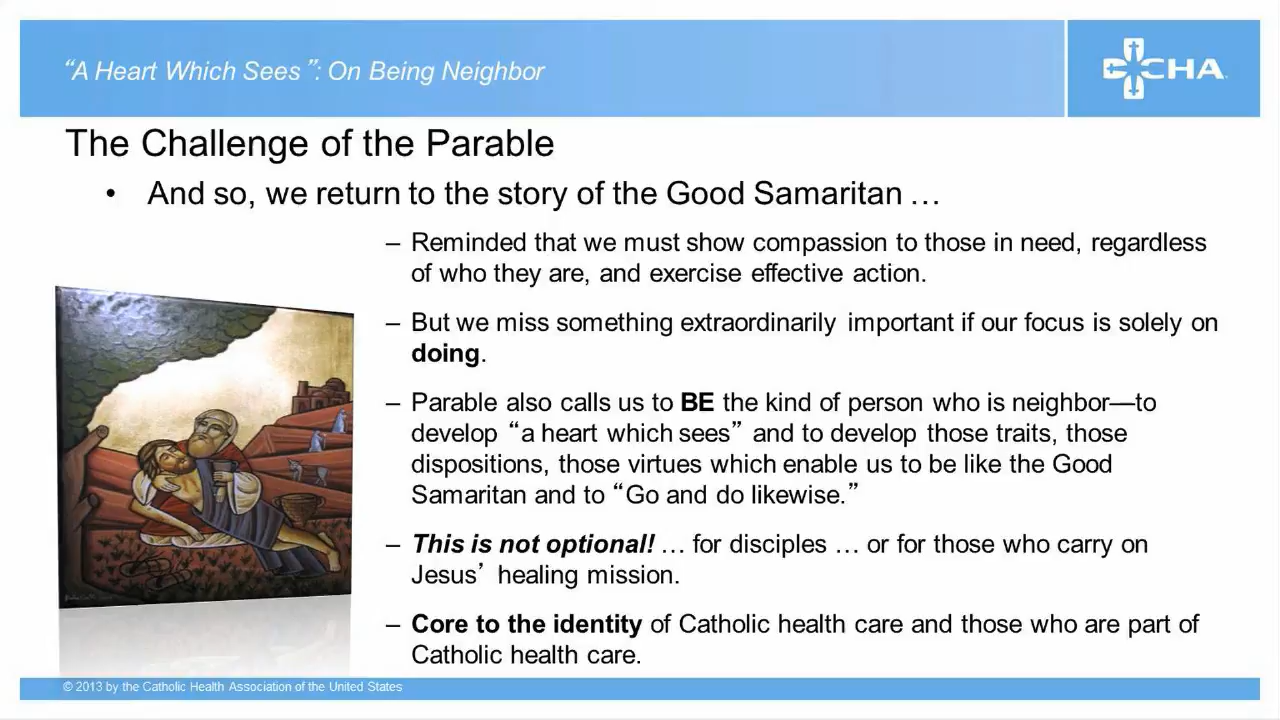 “A Heart Which Sees”: On Being Neighbor
CHA
The Challenge of the Parable
• And so, we return to the story of the Good Samaritan …
– Reminded that we must show compassion to those in need, regardless
of who they are, and exercise effective action.
– But we miss something extraordinarily important if our focus is solely on
doing.
– Parable also calls us to BE the kind of person who is neighbor—to
develop “a heart which sees” and to develop those traits, those
dispositions, those virtues which enable us to be like the Good
Samaritan and to “Go and do likewise.”
– This is not optional! … for disciples … or for those who carry on
Jesus’ healing mission.
– Core to the identity of Catholic health care and those who are part of
Catholic health care.
© 2013 by the Catholic Health Association of the United States